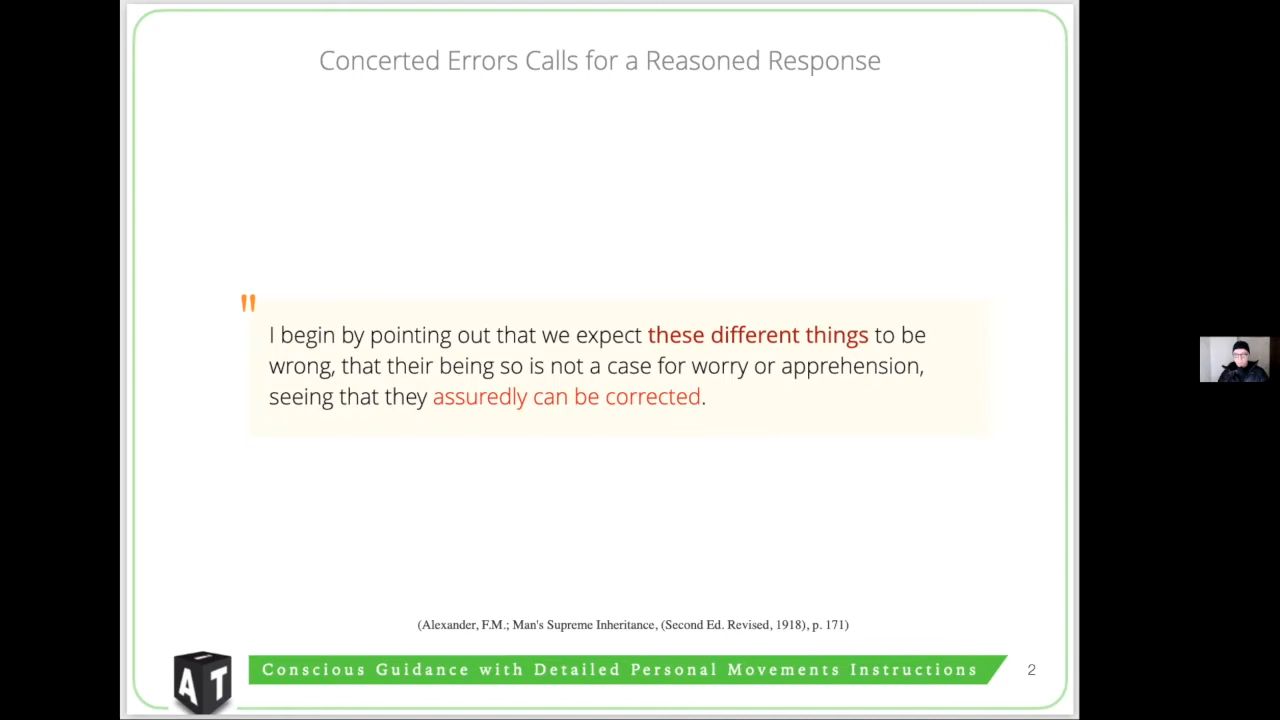 Concerted Errors Calls for a Reasoned Response
"
I begin by pointing out that we expect these different things to be
wrong, that their being so is not a case for worry or apprehension,
seeing that they assuredly can be corrected.
(Alexander, F.M.; Man's Supreme Inheritance, (Second Ed. Revised, 1918), p. 171)
I
A T
Conscious Guidance with Detailed Personal Movements Instructions
2